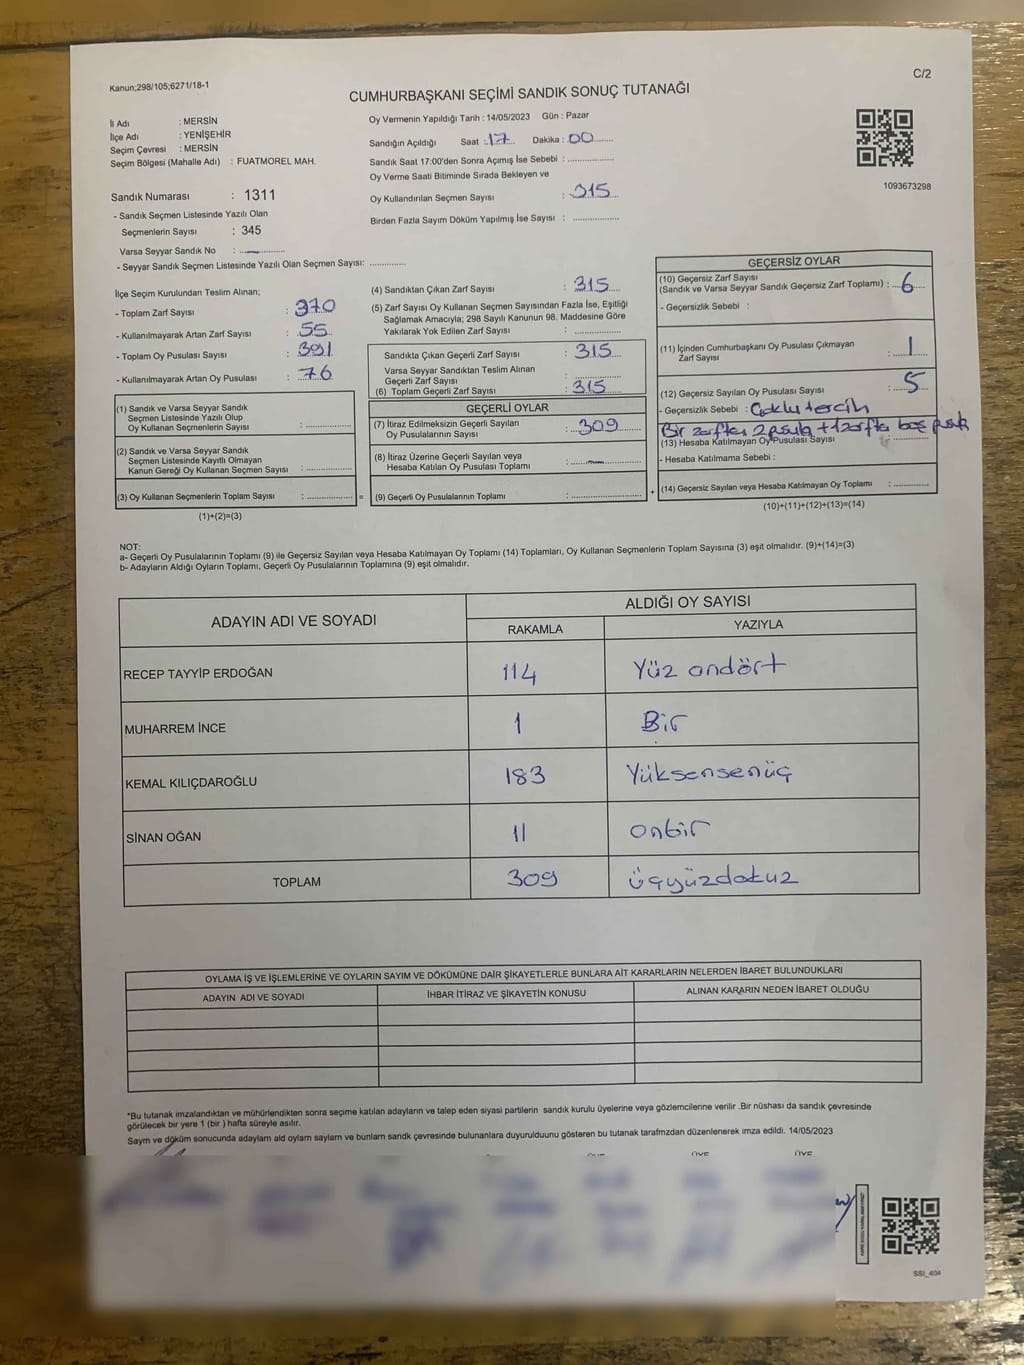 C/2
Kanun;298/105;6271/18-1
CUMHURBAŞKANI SEÇİMİ SANDIK SONUÇ TUTANAĞI
İl Adı : MERSİN
İlçe Adı : YENİŞEHİR
Seçim Çevresi : MERSİN
Seçim Bölgesi (Mahalle Adı) : FUATMOREL MAH.
Sandık Numarası : 1311
- Sandık Seçmen Listesinde Yazılı Olan
Seçmenlerin Sayısı : 345
Varsa Seyyar Sandık No : —
- Seyyar Sandık Seçmen Listesinde Yazılı Olan Seçmen Sayısı: ..............
Oy Vermenin Yapıldığı Tarih : 14/05/2023 Gün : Pazar
Sandığın Açıldığı Saat : 17 Dakika : 00
Sandık Saat 17:00'den Sonra Açımış İse Sebebi : ..............
Oy Verme Saati Bitiminde Sırada Bekleyen ve
Oy Kullandırılan Seçmen Sayısı : 315
Birden Fazla Sayım Döküm Yapılmış İse Sayısı : ..............
1093673298
İlçe Seçim Kurulundan Teslim Alınan;
- Toplam Zarf Sayısı : 370
- Kullanılmayarak Artan Zarf Sayısı : 55
- Toplam Oy Pusulası Sayısı : 391
- Kullanılmayarak Artan Oy Pusulası : 76
(1) Sandık ve Varsa Seyyar Sandık
Seçmen Listesinde Yazılı Olup
Oy Kullanan Seçmenlerin Sayısı : ..............
(2) Sandık ve Varsa Seyyar Sandık
Seçmen Listesinde Kayıtlı Olmayan
Kanun Gereği Oy Kullanan Seçmen Sayısı : ..............
(3) Oy Kullanan Seçmenlerin Toplam Sayısı : .............. =
(1)+(2)=(3)
(4) Sandıktan Çıkan Zarf Sayısı : 315
(5) Zarf Sayısı Oy Kullanan Seçmen Sayısından Fazla İse, Eşitliği
Sağlamak Amacıyla; 298 Sayılı Kanunun 98. Maddesine Göre
Yakılarak Yok Edilen Zarf Sayısı : ..............
Sandıkta Çıkan Geçerli Zarf Sayısı : 315
Varsa Seyyar Sandıktan Teslim Alınan
Geçerli Zarf Sayısı : ..............
(6) Toplam Geçerli Zarf Sayısı : 315
GEÇERLİ OYLAR
(7) İtiraz Edilmeksizin Geçerli Sayılan
Oy Pusulalarının Sayısı : 309
(8) İtiraz Üzerine Geçerli Sayılan veya
Hesaba Katılan Oy Pusulası Toplamı : —
(9) Geçerli Oy Pusulalarının Toplamı : .............. +
GEÇERSİZ OYLAR
(10) Geçersiz Zarf Sayısı
(Sandık ve Varsa Seyyar Sandık Geçersiz Zarf Toplamı) : 6
- Geçersizlik Sebebi :
(11) İçinden Cumhurbaşkanı Oy Pusulası Çıkmayan
Zarf Sayısı : 1
(12) Geçersiz Sayılan Oy Pusulası Sayısı : 5
- Geçersizlik Sebebi : Çoklu tercih
Bir zarftan 2 pusula + 1 zarfta boş pusula
(13) Hesaba Katılmayan Oy Pusulası Sayısı : ..............
- Hesaba Katılmama Sebebi :
(14) Geçersiz Sayılan veya Hesaba Katılmayan Oy Toplamı : ..............
(10)+(11)+(12)+(13)=(14)
NOT:
a- Geçerli Oy Pusulalarının Toplamı (9) ile Geçersiz Sayılan veya Hesaba Katılmayan Oy Toplamı (14) Toplamları, Oy Kullanan Seçmenlerin Toplam Sayısına (3) eşit olmalıdır. (9)+(14)=(3)
b- Adayların Aldığı Oyların Toplamı, Geçerli Oy Pusulalarının Toplamına (9) eşit olmalıdır.
ADAYIN ADI VE SOYADI ALDIĞI OY SAYISI
RAKAMLA YAZIYLA
RECEP TAYYİP ERDOĞAN 114 Yüz ondört
MUHARREM İNCE 1 Bir
KEMAL KILIÇDAROĞLU 183 Yüksensenüç
SİNAN OĞAN 11 onbir
TOPLAM 309 üçyüzdokuz
OYLAMA İŞ VE İŞLEMLERİNE VE OYLARIN SAYIM VE DÖKÜMÜNE DAİR ŞİKAYETLERLE BUNLARA AİT KARARLARIN NELERDEN İBARET BULUNDUKLARI
ADAYIN ADI VE SOYADI İHBAR İTİRAZ VE ŞİKAYETİN KONUSU ALINAN KARARIN NEDEN İBARET OLDUĞU
*Bu tutanak imzalandıktan ve mühürlendikten sonra seçime katılan adayların ve talep eden siyasi partilerin sandık kurulu üyelerine veya gözlemcilerine verilir .Bir nüshası da sandık çevresinde
görülecek bir yere 1 (bir ) hafta süreyle asılır.
Sayım ve döküm sonucunda adaylam ald oylam saylam ve bunlam sandk çevresinde bulunanlara duyurulduunu gösteren bu tutanak tarafmzdan düzenlenerek imza edildi. 14/05/2023
ÜYE ÜYE
SSI_404